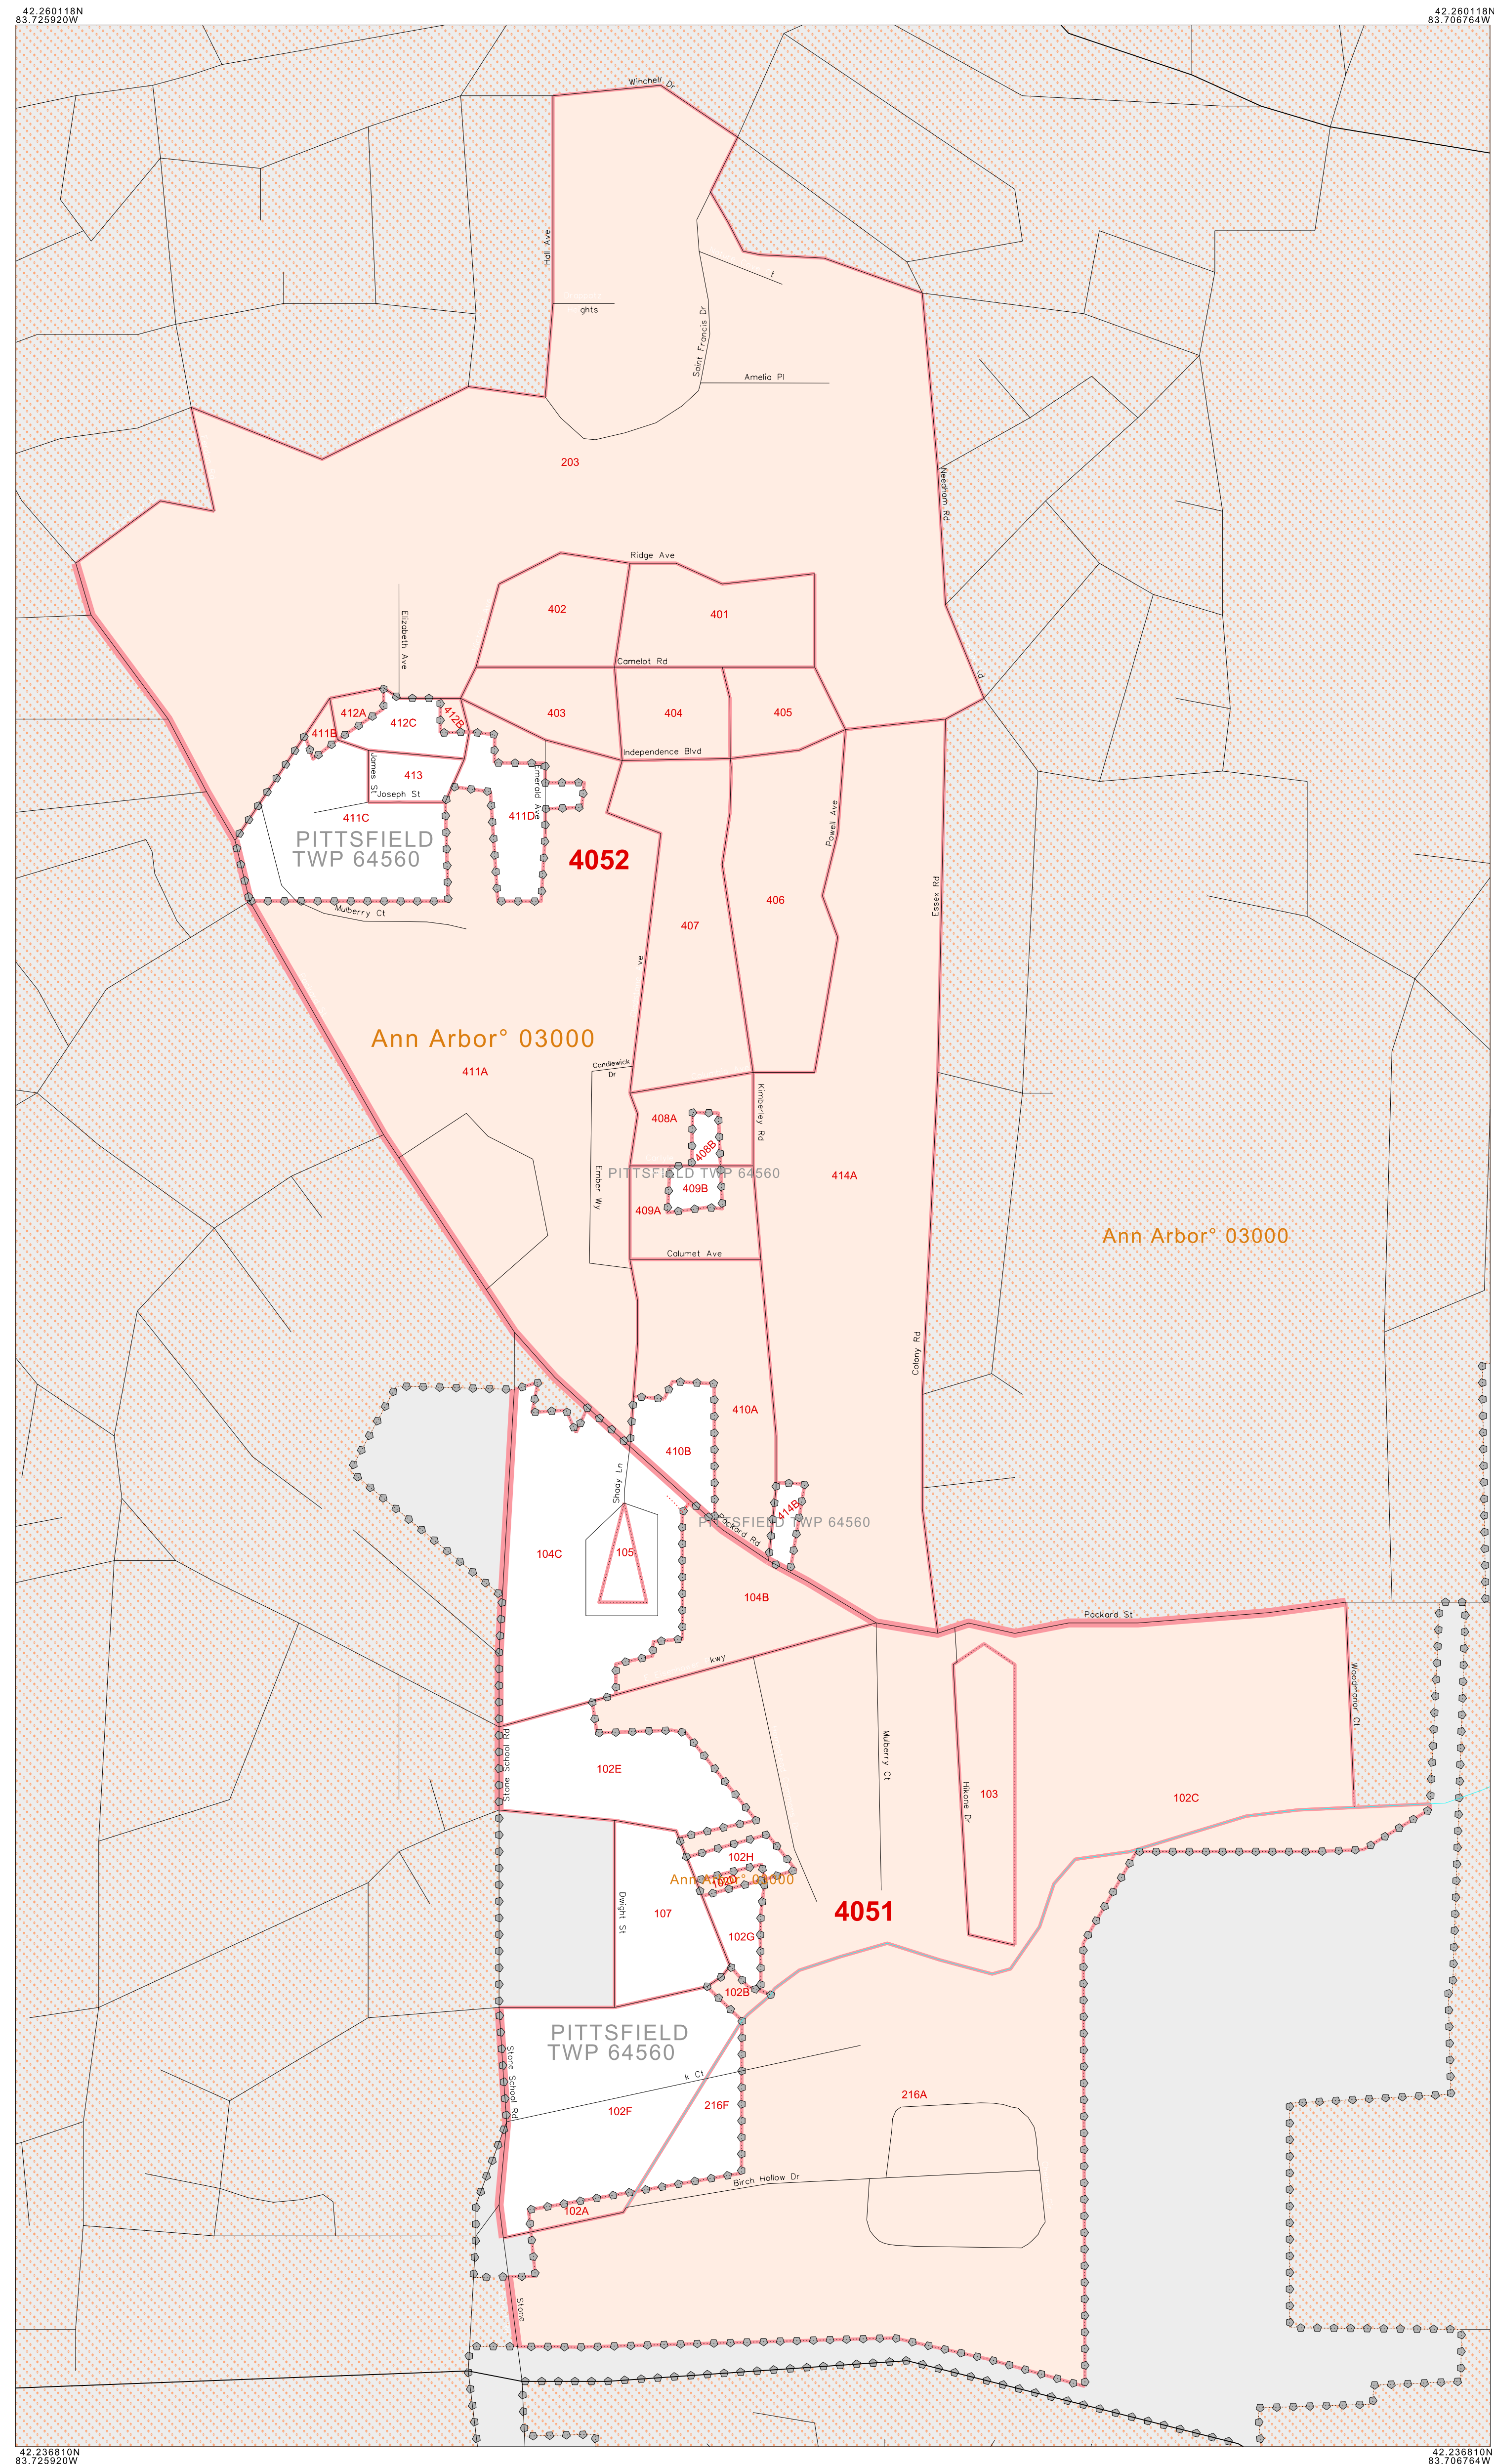 42.260118N
83.725920W
42.260118N
83.706764W
Winchell Dr
Hall Ave
ghts
Saint Francis Dr
Amelia Pl
203
Needham Rd
Ridge Ave
402
401
Elizabeth Ave
Camelot Rd
rd
412A
412C
412B
403
404
405
411B
Independence Blvd
James St
413
Joseph St
Emerald Ave
411C
411D
Powell Ave
PITTSFIELD
TWP 64560
4052
Essex Rd
406
Mulberry Ct
407
ve
Ann Arbor° 03000
411A
Candlewick
Dr
408A
Kimberley Rd
408B
PITTSFIELD TWP 64560
414A
Ember Wy
409B
409A
Ann Arbor° 03000
Calumet Ave
Colony Rd
410A
410B
Shady Ln
414B
PITTSFIELD TWP 64560
Packard Rd
104C
105
104B
Packard St
kwy
Woodmanor Ct
Stone School Rd
Mulberry Ct
102E
Hikone Dr
103
102C
102H
Ann Arbor° 03000
102D
Dwight St
107
4051
102G
102B
PITTSFIELD
TWP 64560
Stone School Rd
k Ct
216F
216A
102F
Birch Hollow Dr
102A
Stone
42.236810N
83.725920W
42.236810N
83.706764W